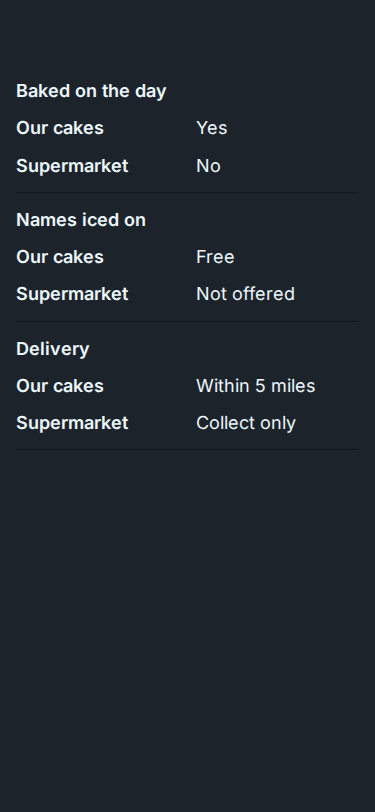 Baked on the day
Our cakes Yes
Supermarket No
Names iced on
Our cakes Free
Supermarket Not offered
Delivery
Our cakes Within 5 miles
Supermarket Collect only